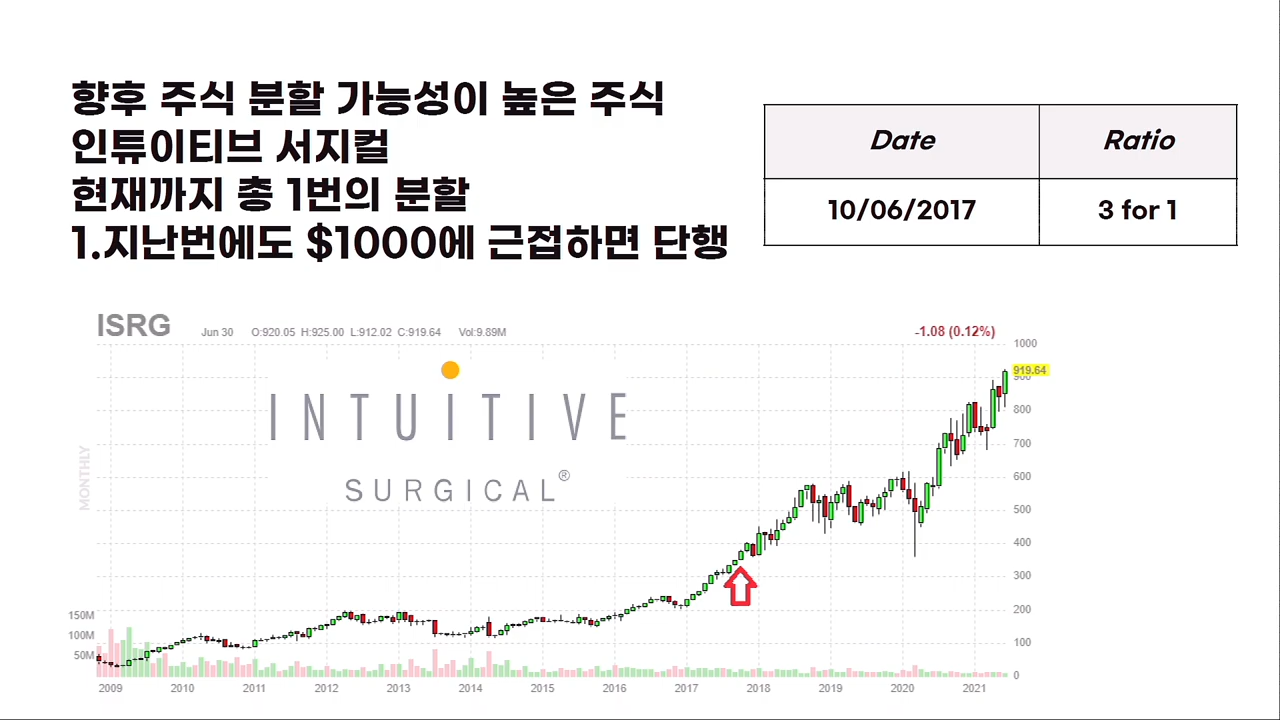 향후 주식 분할 가능성이 높은 주식
인튜이티브 서지컬
현재까지 총 1번의 분할
1.지난번에도 $1000에 근접하면 단행
Date Ratio
10/06/2017 3 for 1
ISRG Jun 30 O:920.05 H:925.00 L:912.02 C:919.64 Vol:9.89M -1.08 (0.12%)
INTUITIVE
SURGICAL®
MONTHLY
1000
919.64
900
800
700
600
500
400
300
200
100
0
150M
100M
50M
2009 2010 2011 2012 2013 2014 2015 2016 2017 2018 2019 2020 2021